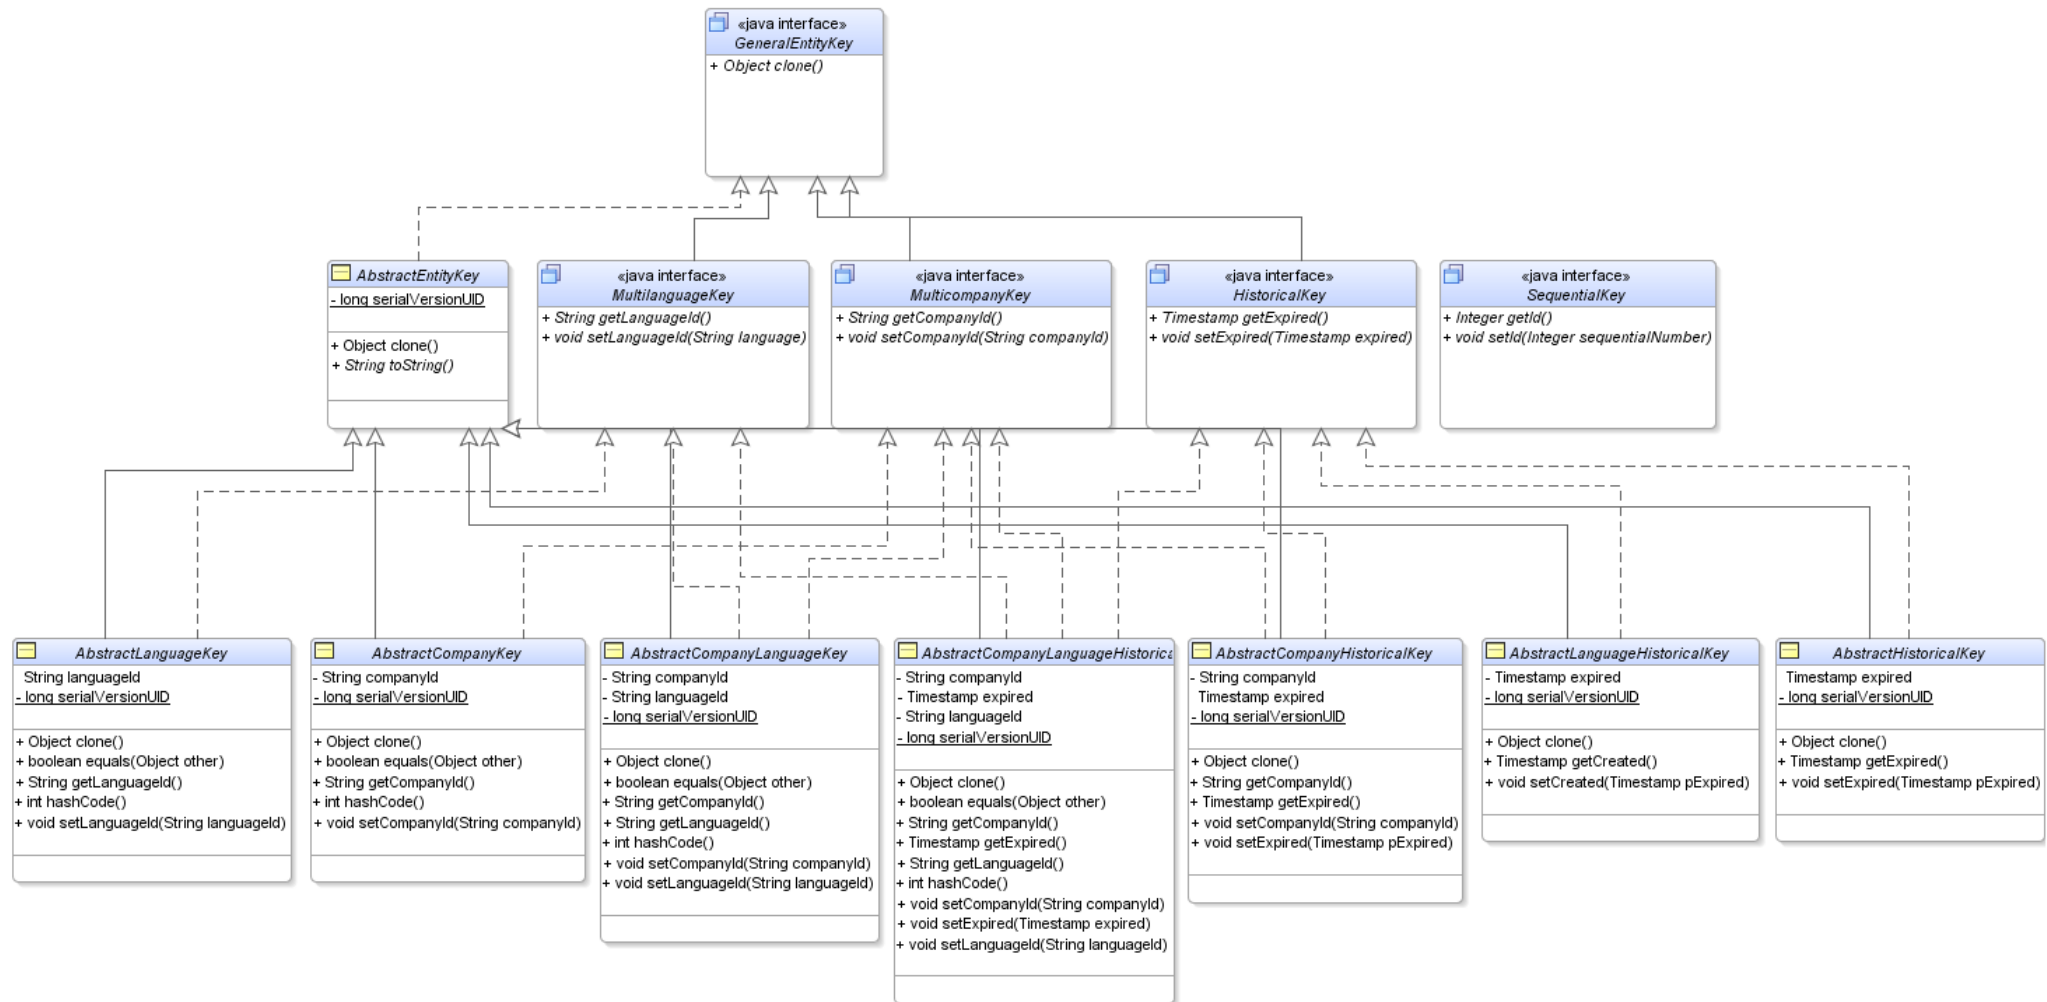 «java interface»
GeneralEntityKey
+ Object clone()
AbstractEntityKey
- long serialVersionUID
+ Object clone()
+ String toString()
«java interface»
MultilanguageKey
+ String getLanguageId()
+ void setLanguageId(String language)
«java interface»
MulticompanyKey
+ String getCompanyId()
+ void setCompanyId(String companyId)
«java interface»
HistoricalKey
+ Timestamp getExpired()
+ void setExpired(Timestamp expired)
«java interface»
SequentialKey
+ Integer getId()
+ void setId(Integer sequentialNumber)
AbstractLanguageKey
String languageId
- long serialVersionUID
+ Object clone()
+ boolean equals(Object other)
+ String getLanguageId()
+ int hashCode()
+ void setLanguageId(String languageId)
AbstractCompanyKey
- String companyId
- long serialVersionUID
+ Object clone()
+ boolean equals(Object other)
+ String getCompanyId()
+ int hashCode()
+ void setCompanyId(String companyId)
AbstractCompanyLanguageKey
- String companyId
- String languageId
- long serialVersionUID
+ Object clone()
+ boolean equals(Object other)
+ String getCompanyId()
+ String getLanguageId()
+ int hashCode()
+ void setCompanyId(String companyId)
+ void setLanguageId(String languageId)
AbstractCompanyLanguageHistorica
- String companyId
- Timestamp expired
- String languageId
- long serialVersionUID
+ Object clone()
+ boolean equals(Object other)
+ String getCompanyId()
+ Timestamp getExpired()
+ String getLanguageId()
+ int hashCode()
+ void setCompanyId(String companyId)
+ void setExpired(Timestamp expired)
+ void setLanguageId(String languageId)
AbstractCompanyHistoricalKey
- String companyId
Timestamp expired
- long serialVersionUID
+ Object clone()
+ String getCompanyId()
+ Timestamp getExpired()
+ void setCompanyId(String companyId)
+ void setExpired(Timestamp pExpired)
AbstractLanguageHistoricalKey
- Timestamp expired
- long serialVersionUID
+ Object clone()
+ Timestamp getCreated()
+ void setCreated(Timestamp pExpired)
AbstractHistoricalKey
Timestamp expired
- long serialVersionUID
+ Object clone()
+ Timestamp getExpired()
+ void setExpired(Timestamp pExpired)